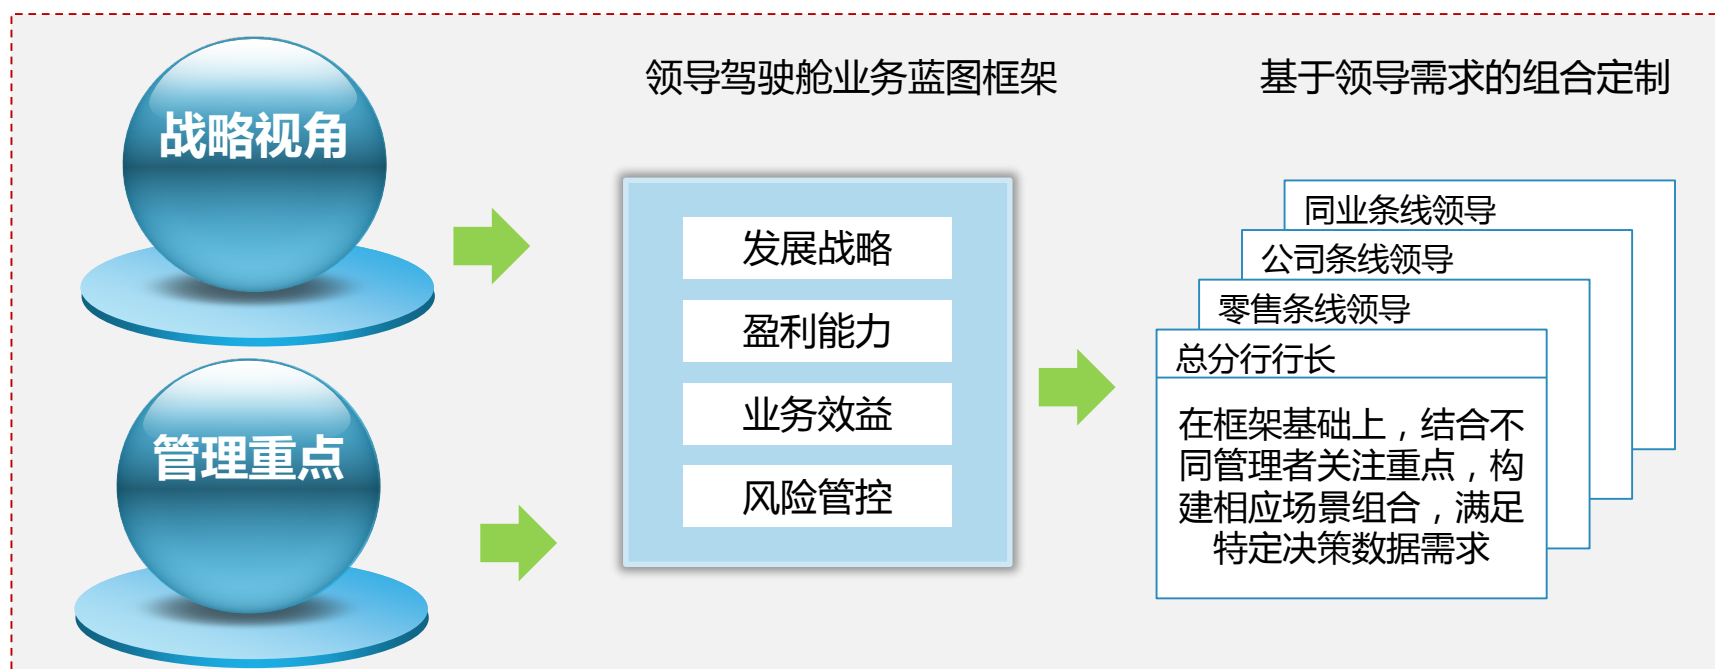 战略视角
管理重点
领导驾驶舱业务蓝图框架
发展战略
盈利能力
业务效益
风险管控
基于领导需求的组合定制
同业条线领导
公司条线领导
零售条线领导
总分行行长
在框架基础上，结合不
同管理者关注重点，构
建相应场景组合，满足
特定决策数据需求